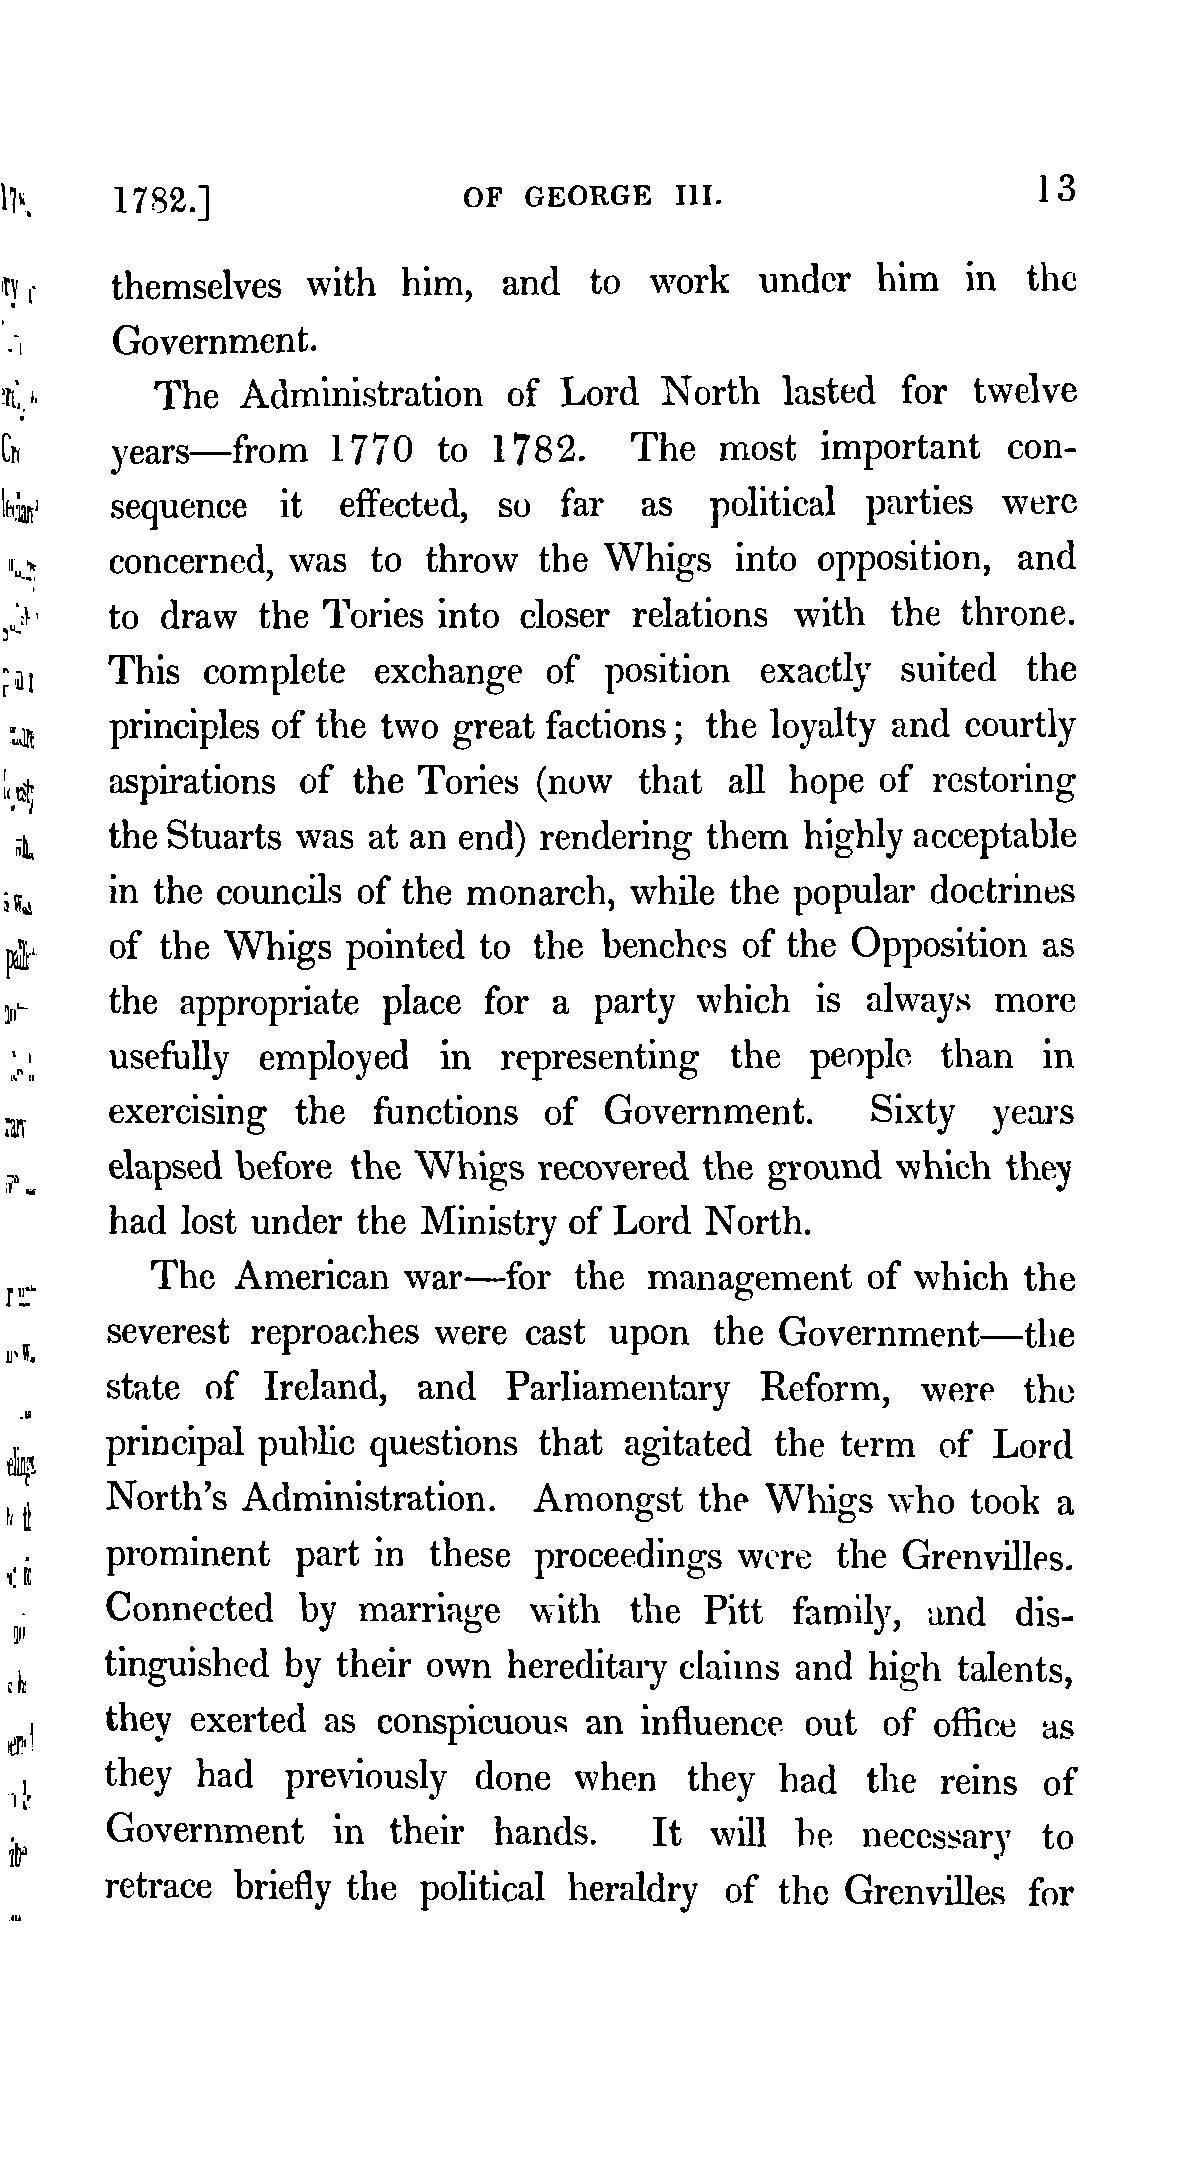 1782.] OF GEORGE III. 13
themselves with him, and to work under him in the
Government.
The Administration of Lord North lasted for twelve
years—from 1770 to 1782. The most important con-
sequence it effected, so far as political parties were
concerned, was to throw the Whigs into opposition, and
to draw the Tories into closer relations with the throne.
This complete exchange of position exactly suited the
principles of the two great factions; the loyalty and courtly
aspirations of the Tories (now that all hope of restoring
the Stuarts was at an end) rendering them highly acceptable
in the councils of the monarch, while the popular doctrines
of the Whigs pointed to the benches of the Opposition as
the appropriate place for a party which is always more
usefully employed in representing the people than in
exercising the functions of Government. Sixty years
elapsed before the Whigs recovered the ground which they
had lost under the Ministry of Lord North.
The American war—for the management of which the
severest reproaches were cast upon the Government—the
state of Ireland, and Parliamentary Reform, were the
principal public questions that agitated the term of Lord
North's Administration. Amongst the Whigs who took a
prominent part in these proceedings were the Grenvilles.
Connected by marriage with the Pitt family, and dis-
tinguished by their own hereditary claims and high talents,
they exerted as conspicuous an influence out of office as
they had previously done when they had the reins of
Government in their hands. It will be necessary to
retrace briefly the political heraldry of the Grenvilles for